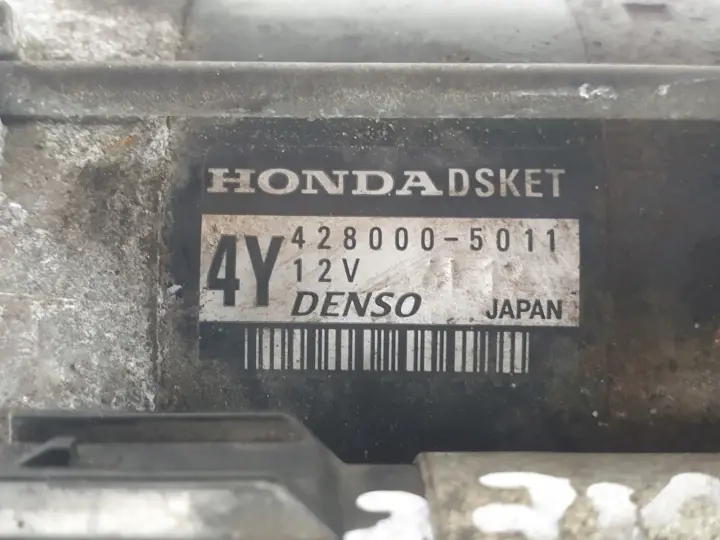 HONDA DSKET
4Y 428000-5011
12V
DENSO JAPAN